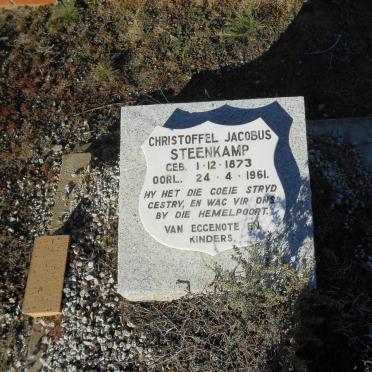 CHRISTOFFEL JACOBUS
STEENKAMP
GEB. 1-12-1873
OORL. 24-4-1961.
HY HET DIE GOEIE STRYD
GESTRY, EN WAG VIR ONS
BY DIE HEMELPOORT.
VAN EGGENOTE EN
KINDERS.